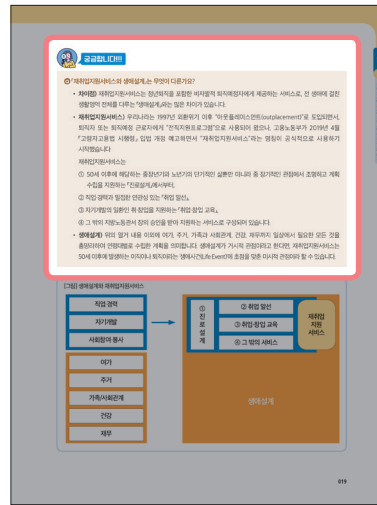 궁금합니다!!!
「재취업지원서비스와 생애설계」는 무엇이 다른가요?
• 차이점) 재취업지원서비스는 정년퇴직을 포함한 비자발적 퇴직예정자에게 제공하는 서비스로, 전 생애에 걸친
생활영역 전체를 다루는 「생애설계」와는 많은 차이가 있습니다.
• 재취업지원서비스) 우리나라는 1997년 외환위기 이후 '아웃플레이스먼트(outplacement)'로 도입되면서,
퇴직자 또는 퇴직예정 근로자에게 "전직지원프로그램"으로 사용되어 왔으나, 고용노동부가 2019년 4월
『고령자고용법 시행령』 입법 개정 예고하면서 "재취업지원서비스"라는 명칭이 공식적으로 사용하기
시작했습니다
재취업지원서비스는
① 50세 이후에 해당하는 중장년기와 노년기의 단기적인 삶뿐만 아니라 중·장기적인 관점에서 조명하고 계획
수립을 지원하는 「진로설계」에서부터,
② 직업·경력과 밀접한 연관성 있는 「취업 알선」,
③ 자기개발의 일환인 취·창업을 지원하는 「취업·창업 교육」,
④ 그 밖의 지방노동관서 장의 승인을 받아 지원하는 서비스로 구성되어 있습니다.
• 생애설계) 위의 열거 내용 이외에 여가, 주거, 가족과 사회관계, 건강, 재무까지 일상에서 필요한 모든 것을
총망라하여 연령대별로 수립한 계획을 의미합니다. 생애설계가 거시적 관점이라고 한다면, 재취업지원서비스는
50세 이후에 발생하는 이직이나 퇴직이라는 생애사건(Life Event)에 초점을 맞춘 미시적 관점이라 할 수 있습니다.
[그림] 생애설계와 재취업지원서비스
직업·경력
자기개발
사회참여·봉사
여가
주거
가족/사회관계
건강
재무
① 진로설계
② 취업 알선
③ 취업·창업 교육
④ 그 밖의 서비스
재취업
지원
서비스
생애설계
019